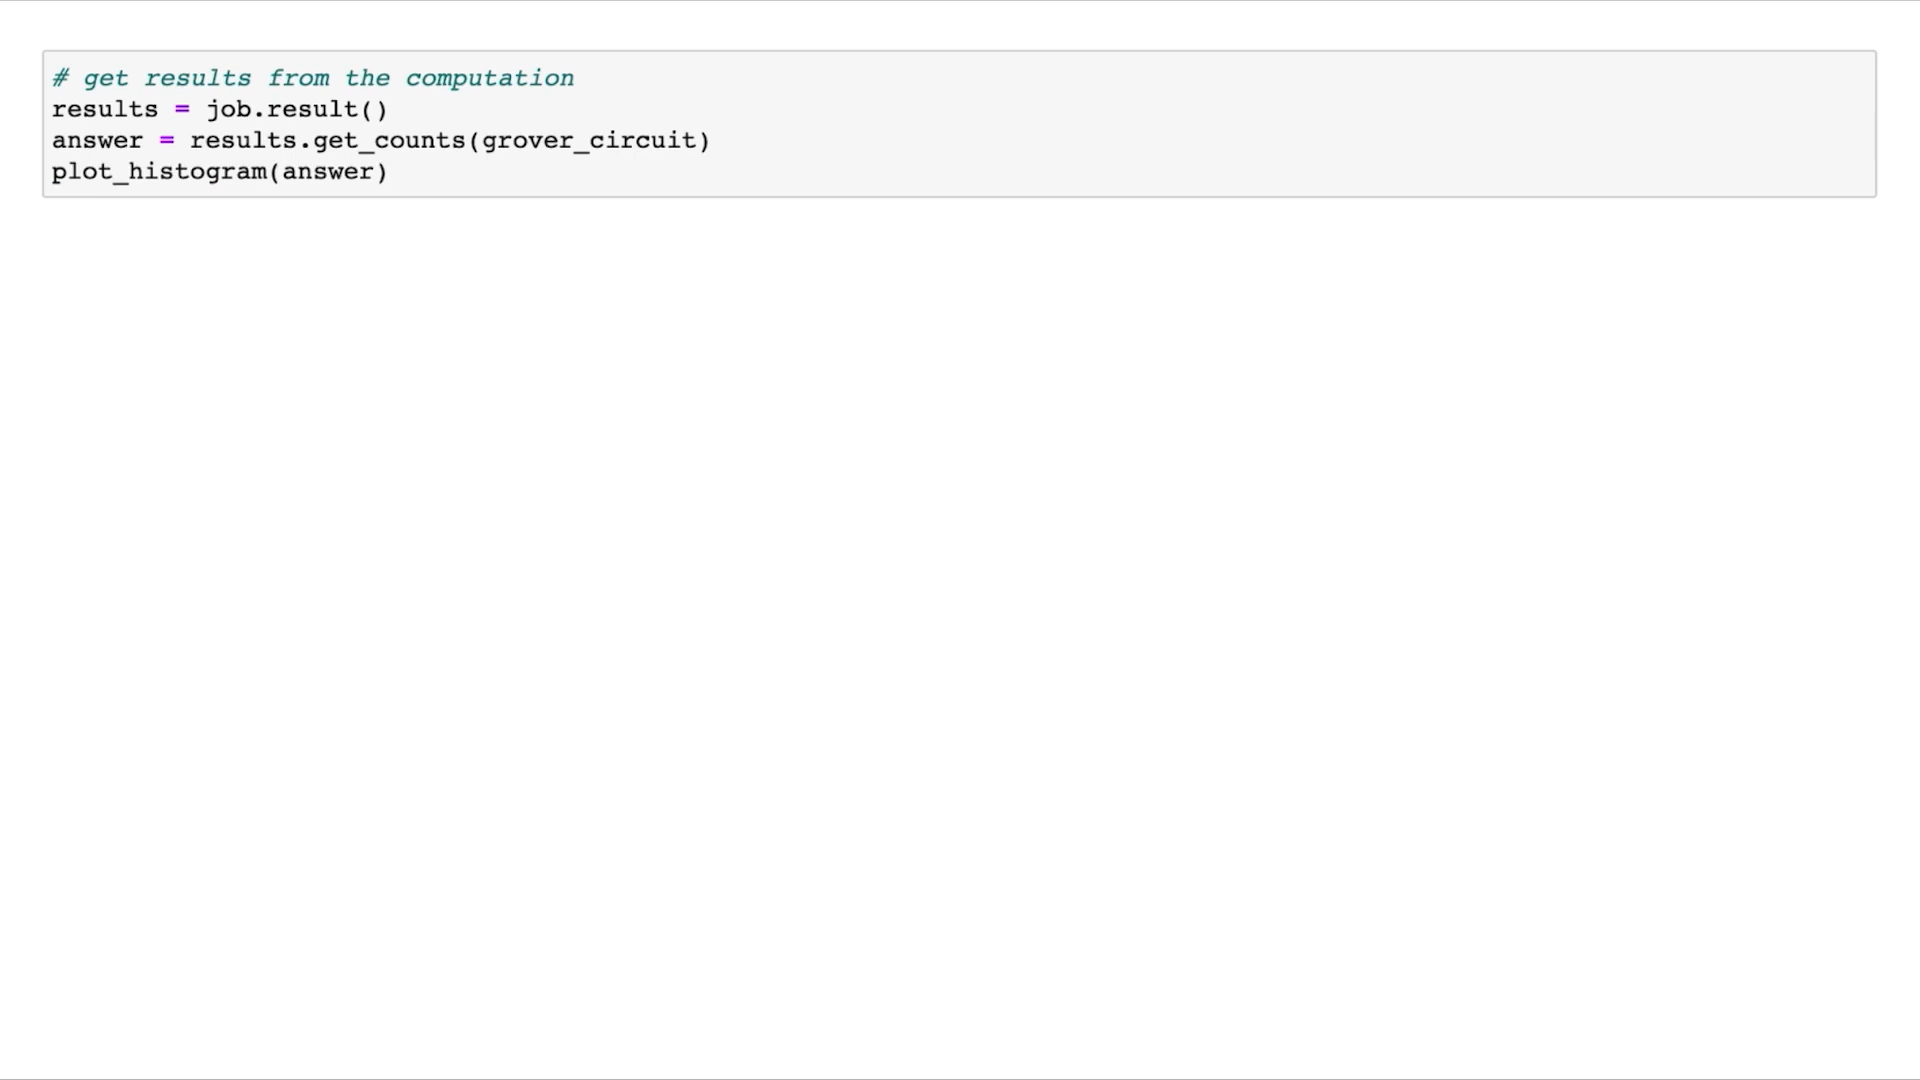 # get results from the computation
results = job.result()
answer = results.get_counts(grover_circuit)
plot_histogram(answer)